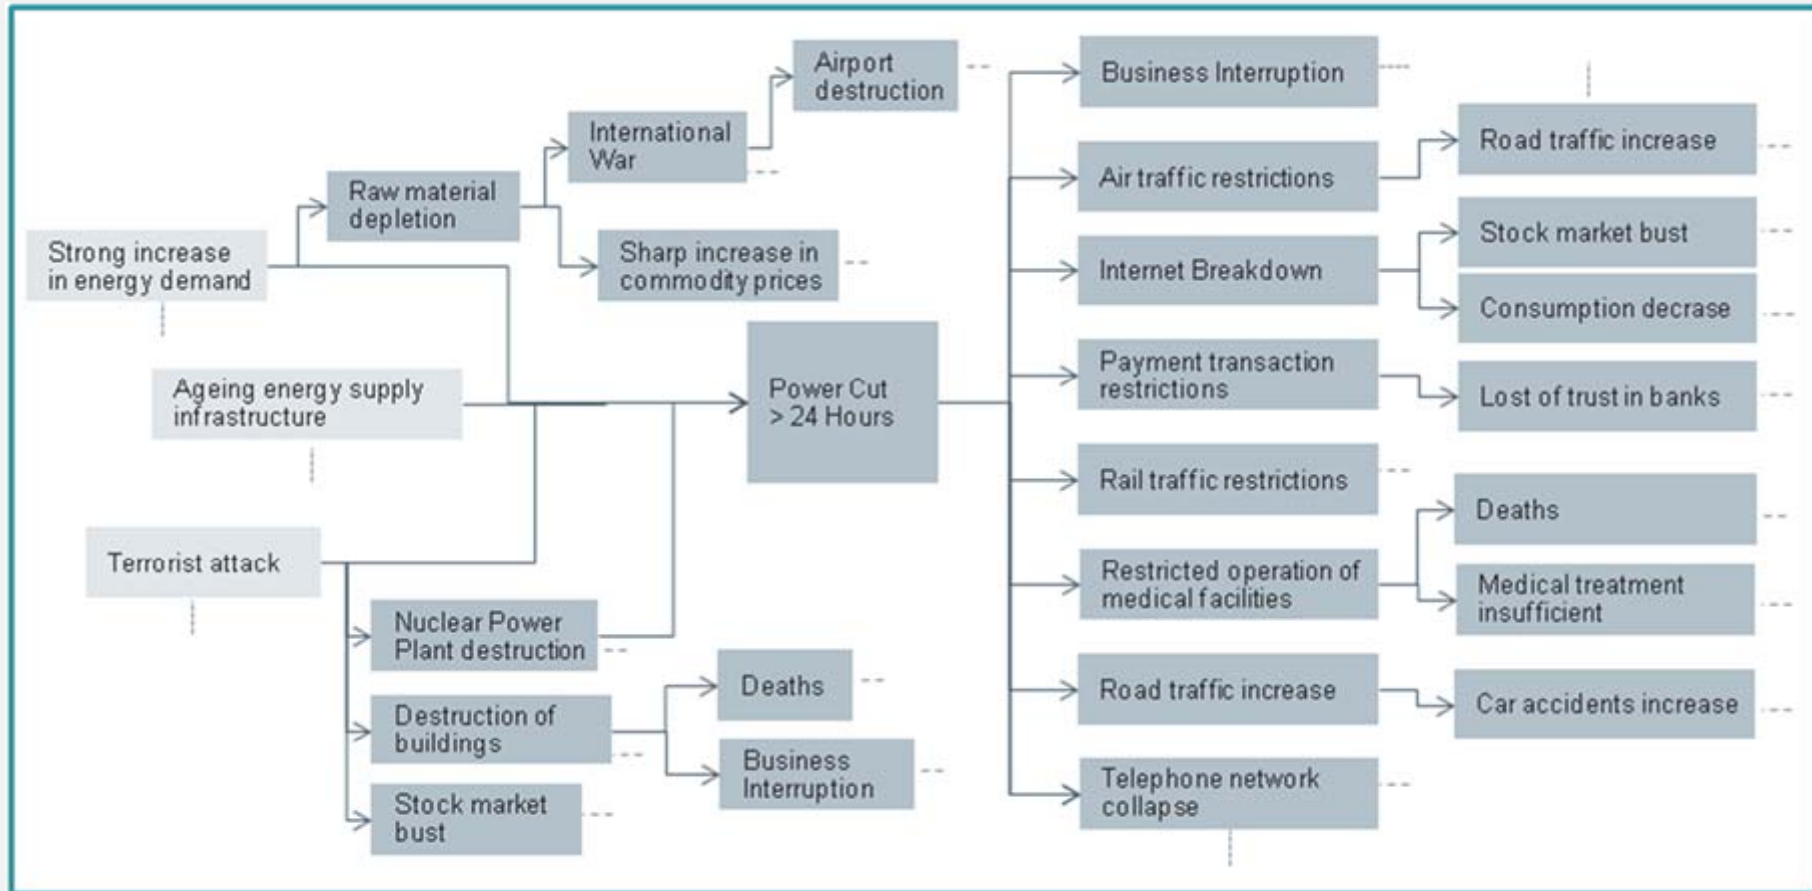 Airport
destruction
International
War
Raw material
depletion
Strong increase
in energy demand
Sharp increase in
commodity prices
Ageing energy supply
infrastructure
Power Cut
> 24 Hours
Terrorist attack
Nuclear Power
Plant destruction
Destruction of
buildings
Stock market
bust
Deaths
Business
Interruption
Business Interruption
Air traffic restrictions
Road traffic increase
Internet Breakdown
Stock market bust
Consumption decrase
Payment transaction
restrictions
Lost of trust in banks
Rail traffic restrictions
Restricted operation of
medical facilities
Deaths
Medical treatment
insufficient
Road traffic increase
Car accidents increase
Telephone network
collapse